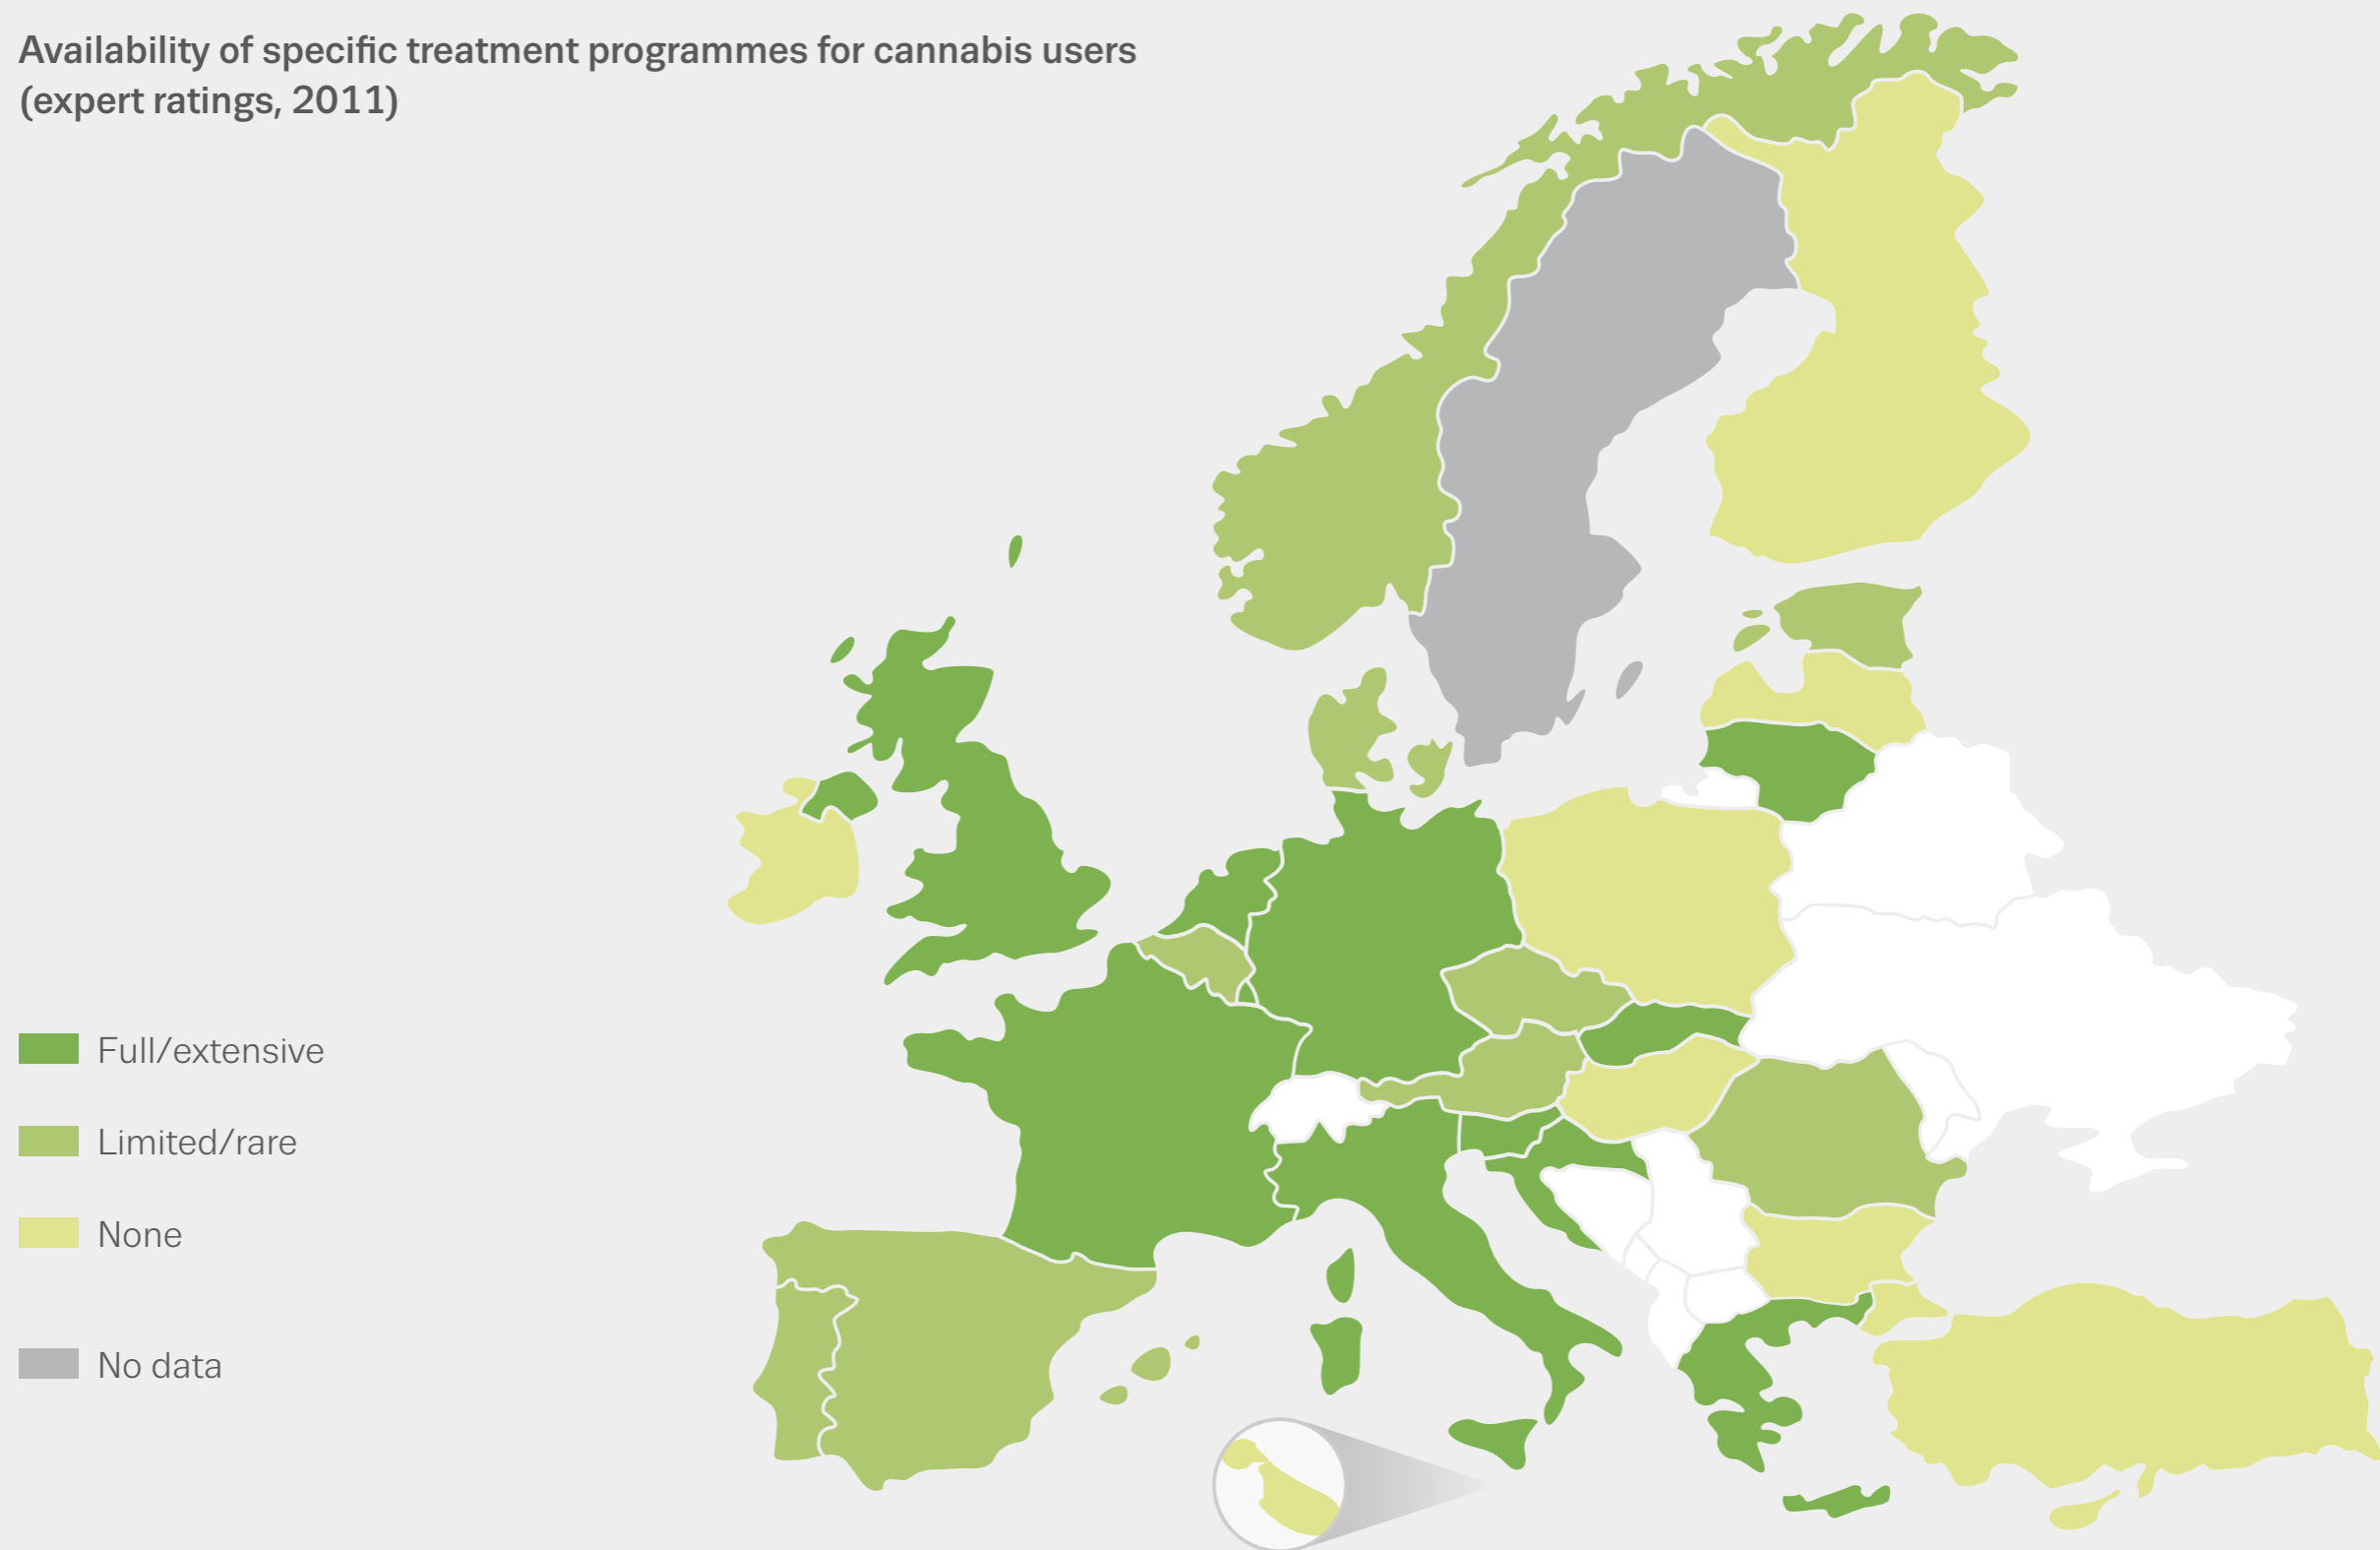 Availability of specific treatment programmes for cannabis users
(expert ratings, 2011)
Full/extensive
Limited/rare
None
No data